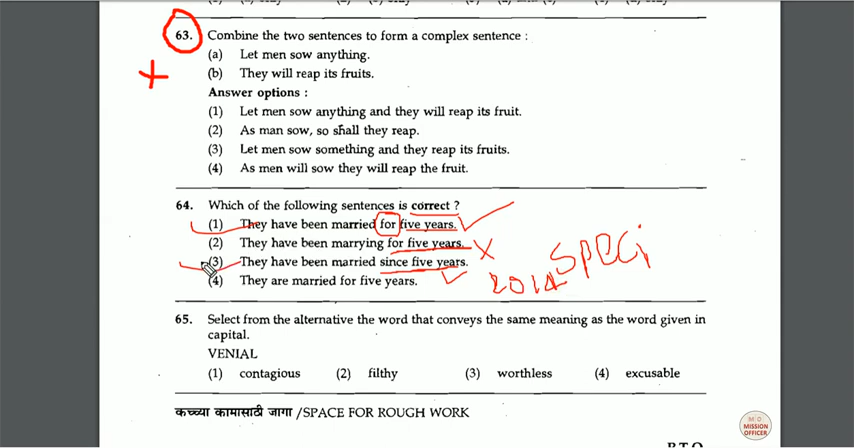 63. Combine the two sentences to form a complex sentence :
(a) Let men sow anything.
(b) They will reap its fruits.
Answer options :
(1) Let men sow anything and they will reap its fruit.
(2) As man sow, so shall they reap.
(3) Let men sow something and they reap its fruits.
(4) As men will sow they will reap the fruit.
64. Which of the following sentences is correct ?
(1) They have been married for five years.
(2) They have been marrying for five years.
(3) They have been married since five years.
(4) They are married for five years.
2014 SPECI
65. Select from the alternative the word that conveys the same meaning as the word given in
capital.
VENIAL
(1) contagious (2) filthy (3) worthless (4) excusable
कच्च्या कामासाठी जागा /SPACE FOR ROUGH WORK
M O
MISSION
OFFICER
P.T.O.